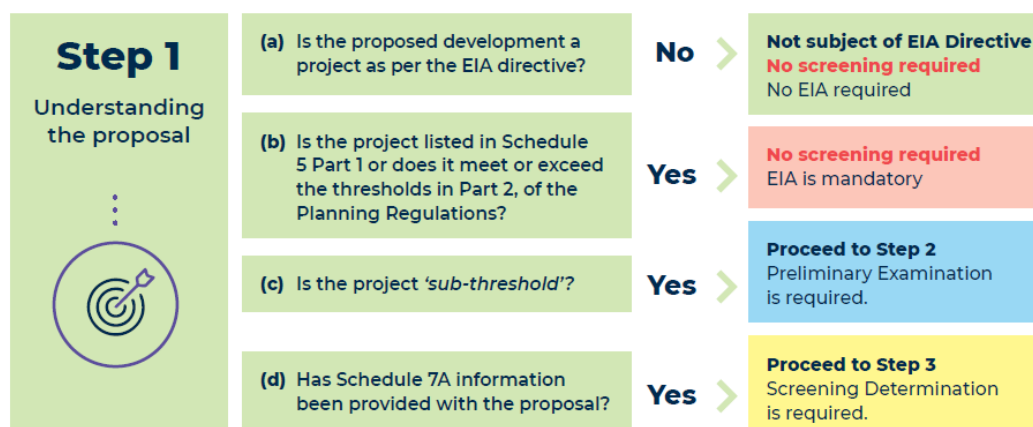 Step 1
Understanding
the proposal
(a) Is the proposed development a
project as per the EIA directive?
No
Not subject of EIA Directive
No screening required
No EIA required
(b) Is the project listed in Schedule
5 Part 1 or does it meet or exceed
the thresholds in Part 2, of the
Planning Regulations?
Yes
No screening required
EIA is mandatory
(c) Is the project ‘sub-threshold’?
Yes
Proceed to Step 2
Preliminary Examination
is required.
(d) Has Schedule 7A information
been provided with the proposal?
Yes
Proceed to Step 3
Screening Determination
is required.